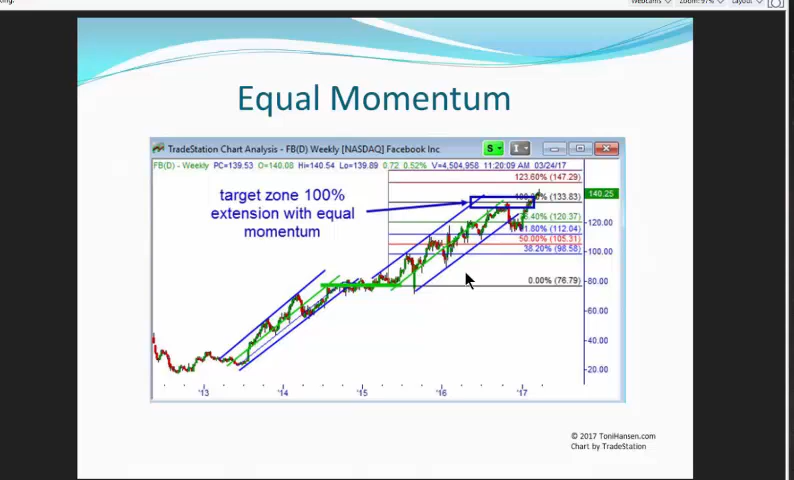 Webcams
Zoom: 97%
Layout
Equal Momentum
TradeStation Chart Analysis - FB(D) Weekly [NASDAQ] Facebook Inc
S
I
FB(D) - Weekly PC=139.53 O=140.08 Hi=140.54 Lo=139.89 0.72 0.52% V=4,504,958 11:20:09 AM 03/24/17
123.60% (147.29)
target zone 100%
extension with equal
momentum
(133.83)
140.25
(120.37)
120.00
(112.04)
50.00% (105.31)
100.00
38.20% (98.58)
0.00% (76.79)
80.00
60.00
40.00
20.00
'13
'14
'15
'16
'17
© 2017 ToniHansen.com
Chart by TradeStation